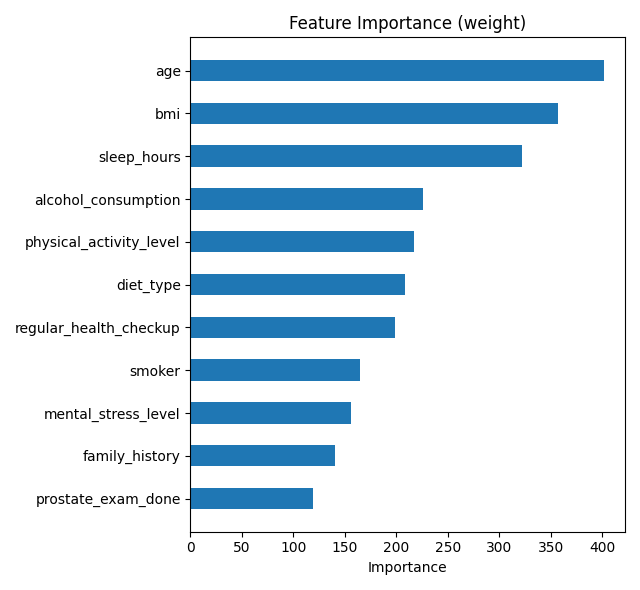 Feature Importance (weight)
age
bmi
sleep_hours
alcohol_consumption
physical_activity_level
diet_type
regular_health_checkup
smoker
mental_stress_level
family_history
prostate_exam_done
0 50 100 150 200 250 300 350 400
Importance